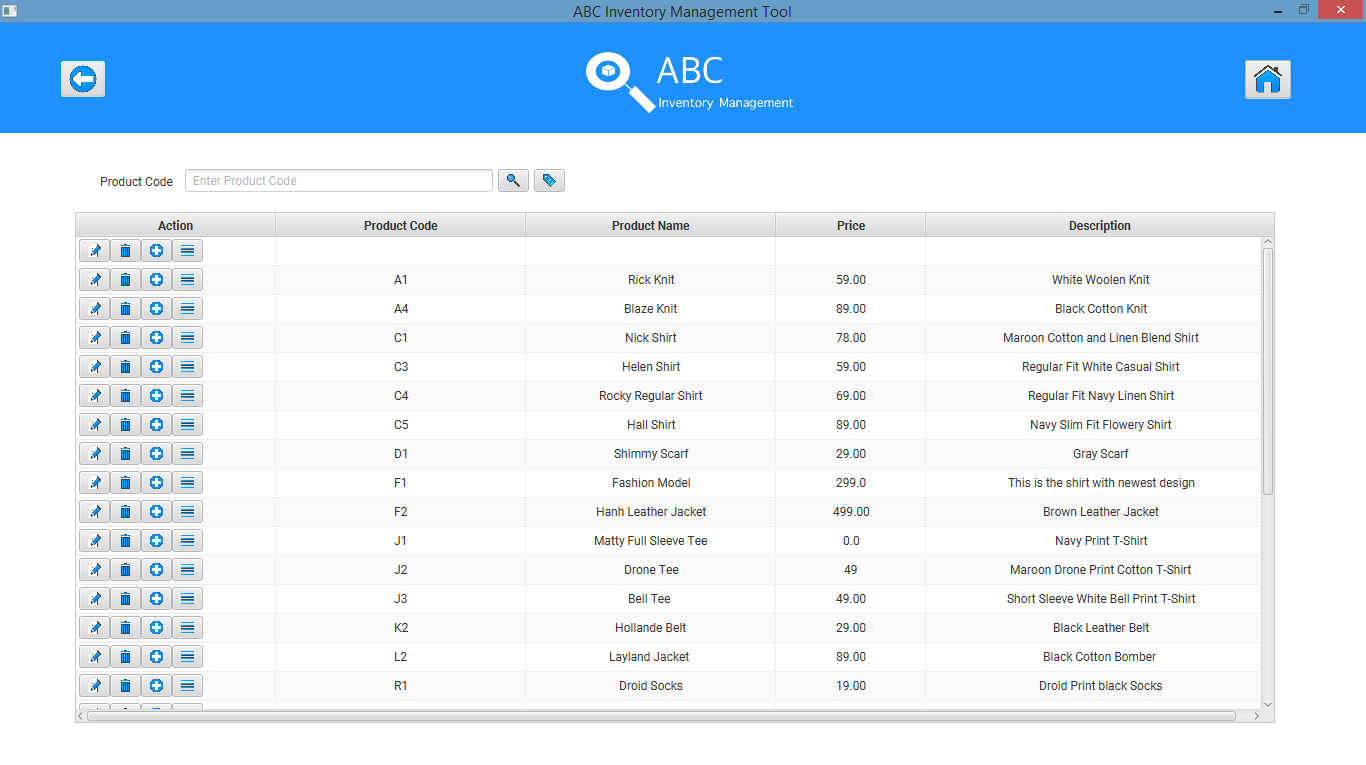 ABC Inventory Management Tool
ABC
Inventory Management
Product Code Enter Product Code
Action Product Code Product Name Price Description
A1 Rick Knit 59.00 White Woolen Knit
A4 Blaze Knit 89.00 Black Cotton Knit
C1 Nick Shirt 78.00 Maroon Cotton and Linen Blend Shirt
C3 Helen Shirt 59.00 Regular Fit White Casual Shirt
C4 Rocky Regular Shirt 69.00 Regular Fit Navy Linen Shirt
C5 Hall Shirt 89.00 Navy Slim Fit Flowery Shirt
D1 Shimmy Scarf 29.00 Gray Scarf
F1 Fashion Model 299.0 This is the shirt with newest design
F2 Hanh Leather Jacket 499.00 Brown Leather Jacket
J1 Matty Full Sleeve Tee 0.0 Navy Print T-Shirt
J2 Drone Tee 49 Maroon Drone Print Cotton T-Shirt
J3 Bell Tee 49.00 Short Sleeve White Bell Print T-Shirt
K2 Hollande Belt 29.00 Black Leather Belt
L2 Layland Jacket 89.00 Black Cotton Bomber
R1 Droid Socks 19.00 Droid Print black Socks